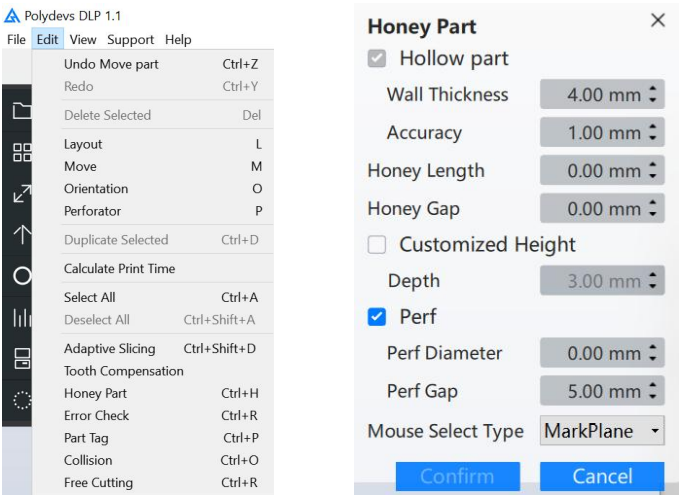 Polydevs DLP 1.1
File Edit View Support Help
Undo Move part Ctrl+Z
Redo Ctrl+Y
Delete Selected Del
Layout L
Move M
Orientation O
Perforator P
Duplicate Selected Ctrl+D
Calculate Print Time
Select All Ctrl+A
Deselect All Ctrl+Shift+A
Adaptive Slicing Ctrl+Shift+D
Tooth Compensation
Honey Part Ctrl+H
Error Check Ctrl+R
Part Tag Ctrl+P
Collision Ctrl+O
Free Cutting Ctrl+R
Honey Part
Hollow part
Wall Thickness 4.00 mm
Accuracy 1.00 mm
Honey Length 0.00 mm
Honey Gap 0.00 mm
Customized Height
Depth 3.00 mm
Perf
Perf Diameter 0.00 mm
Perf Gap 5.00 mm
Mouse Select Type MarkPlane
Confirm Cancel